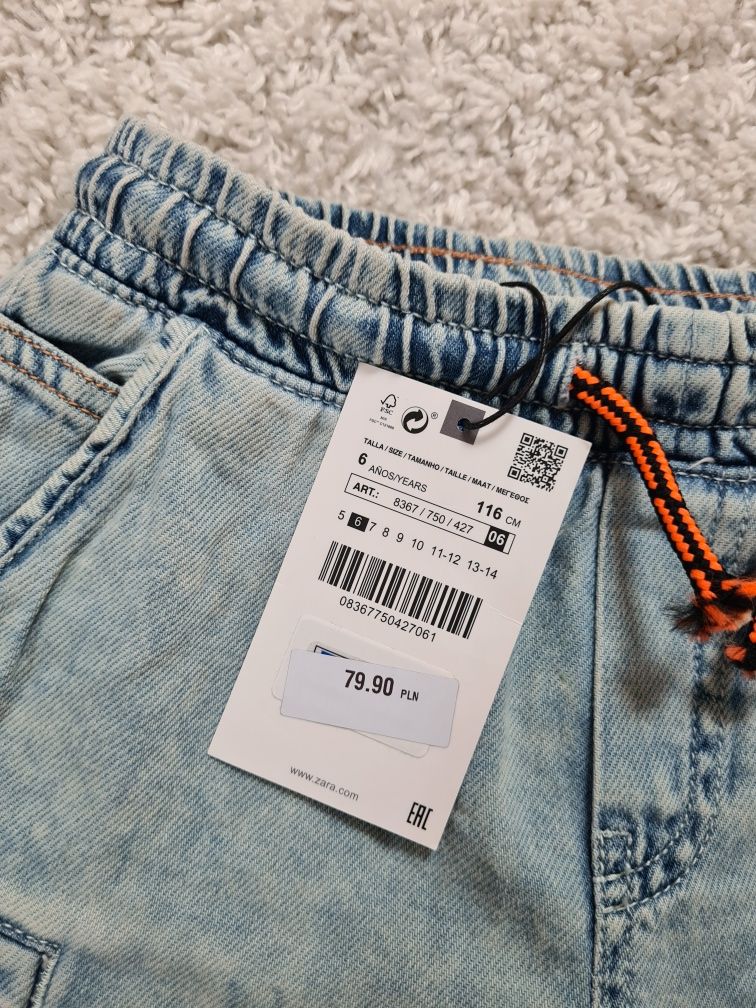 FSC
MIX
®
TALLA / SIZE / TAMANHO / TAILLE / MAAT / ΜΕΓΕΘΟΣ
6 AÑOS/YEARS 116 CM
ART.: 8367 / 750 / 427 06
5 6 7 8 9 10 11-12 13-14
08367750427061
79.90 PLN
www.zara.com
EAC